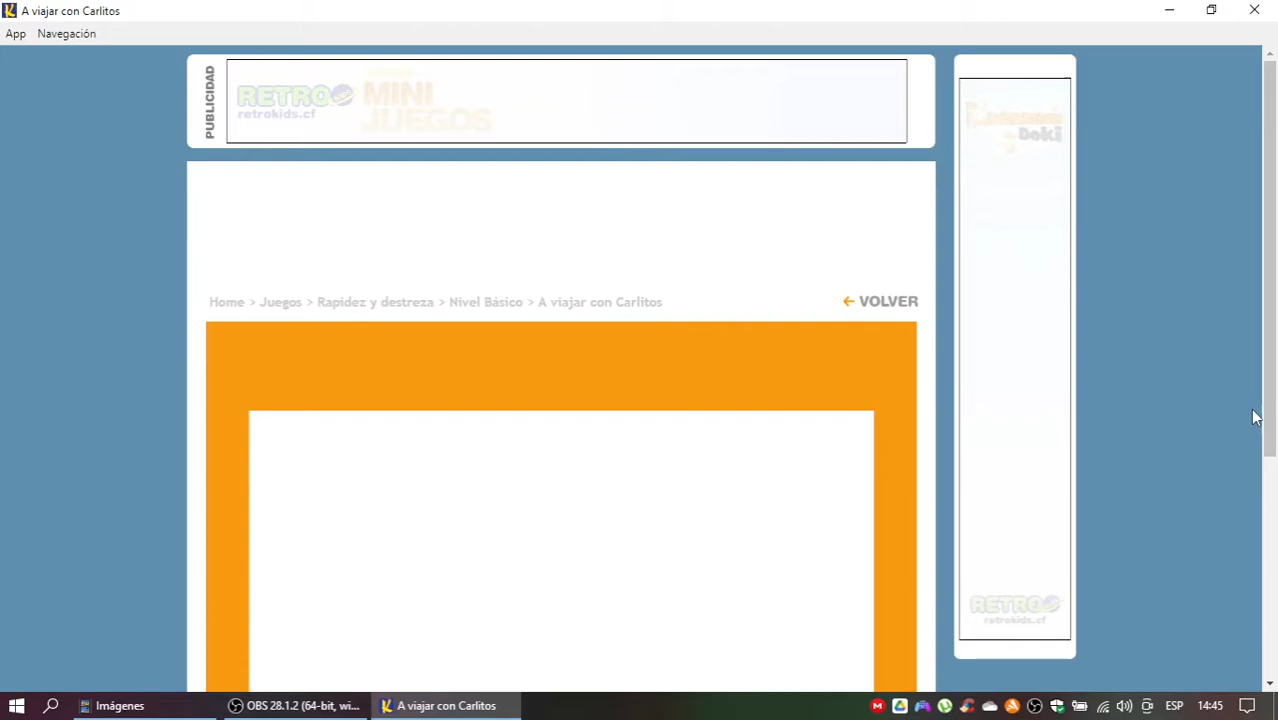 A viajar con Carlitos
App Navegación
PUBLICIDAD
RETRO
retrokids.cf
MINI
JUEGOS
Doki
Home > Juegos > Rapidez y destreza > Nivel Básico > A viajar con Carlitos
VOLVER
RETRO
retrokids.cf
Imágenes
OBS 28.1.2 (64-bit, wi...
A viajar con Carlitos
ESP
14:45